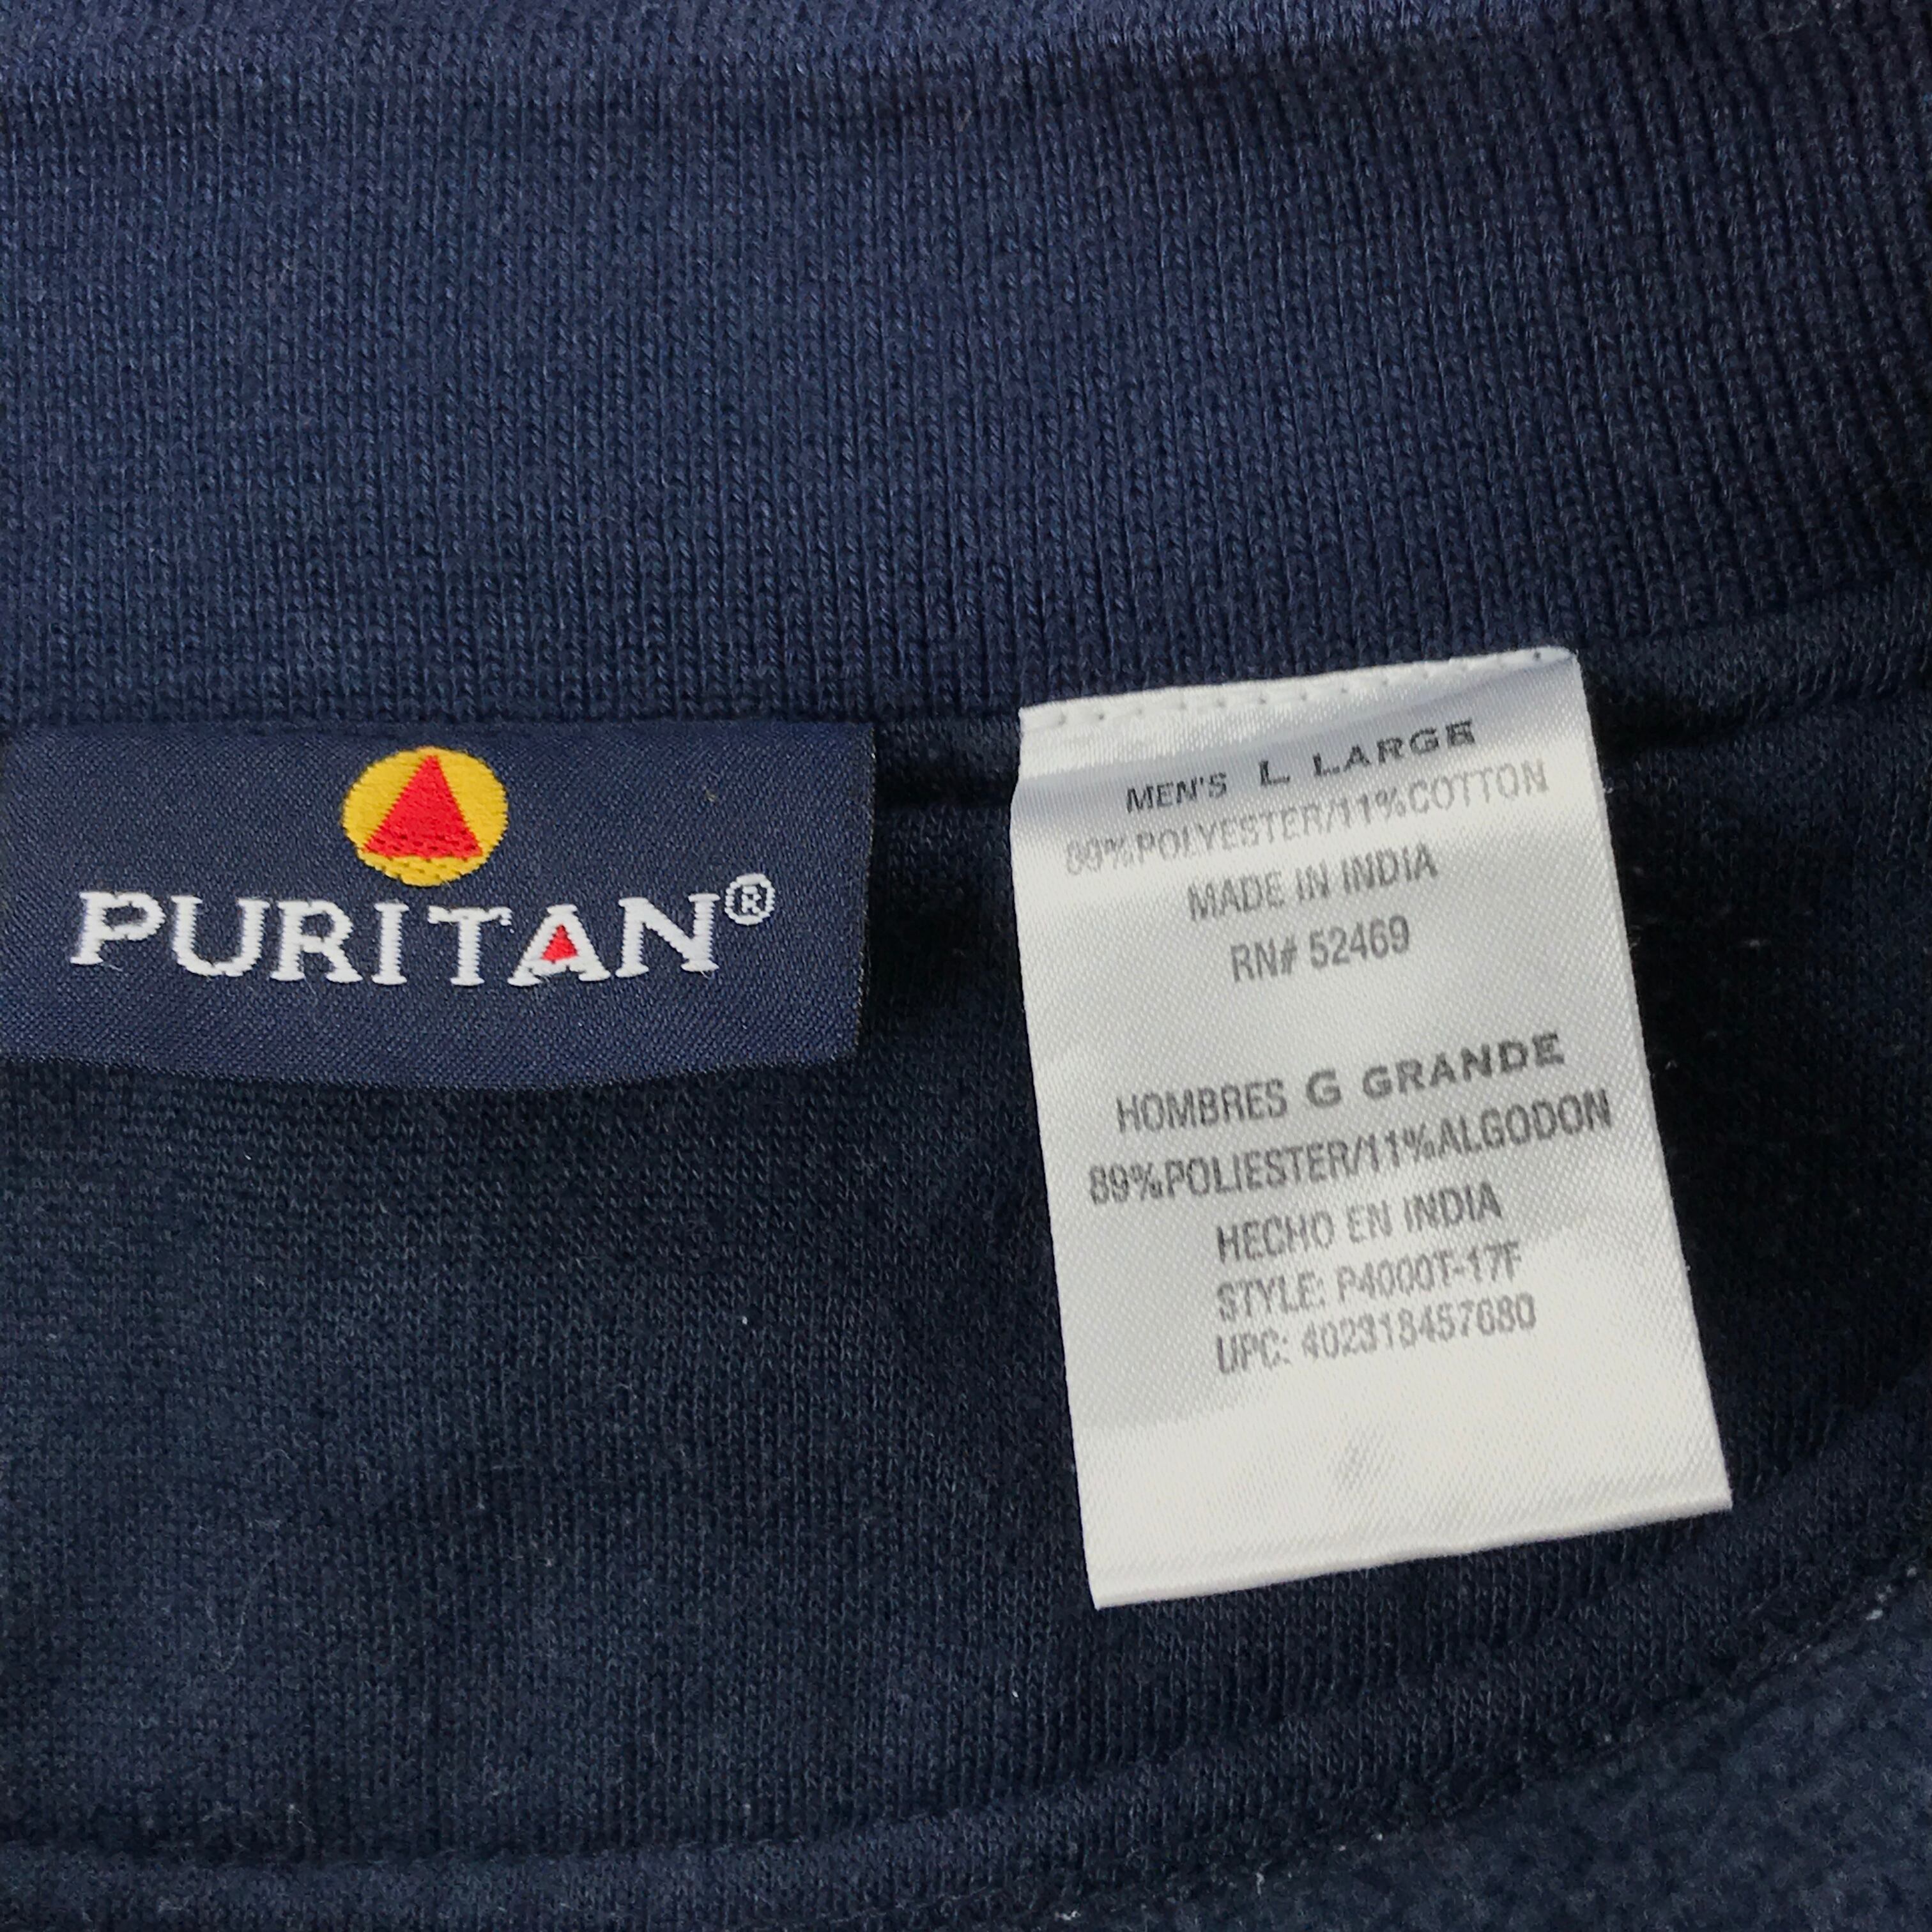 PURITAN®
MEN'S L LARGE
89%POLYESTER/11%COTTON
MADE IN INDIA
RN# 52469
HOMBRES G GRANDE
89%POLIESTER/11%ALGODON
HECHO EN INDIA
STYLE: P4000T-17F
UPC: 402318457680